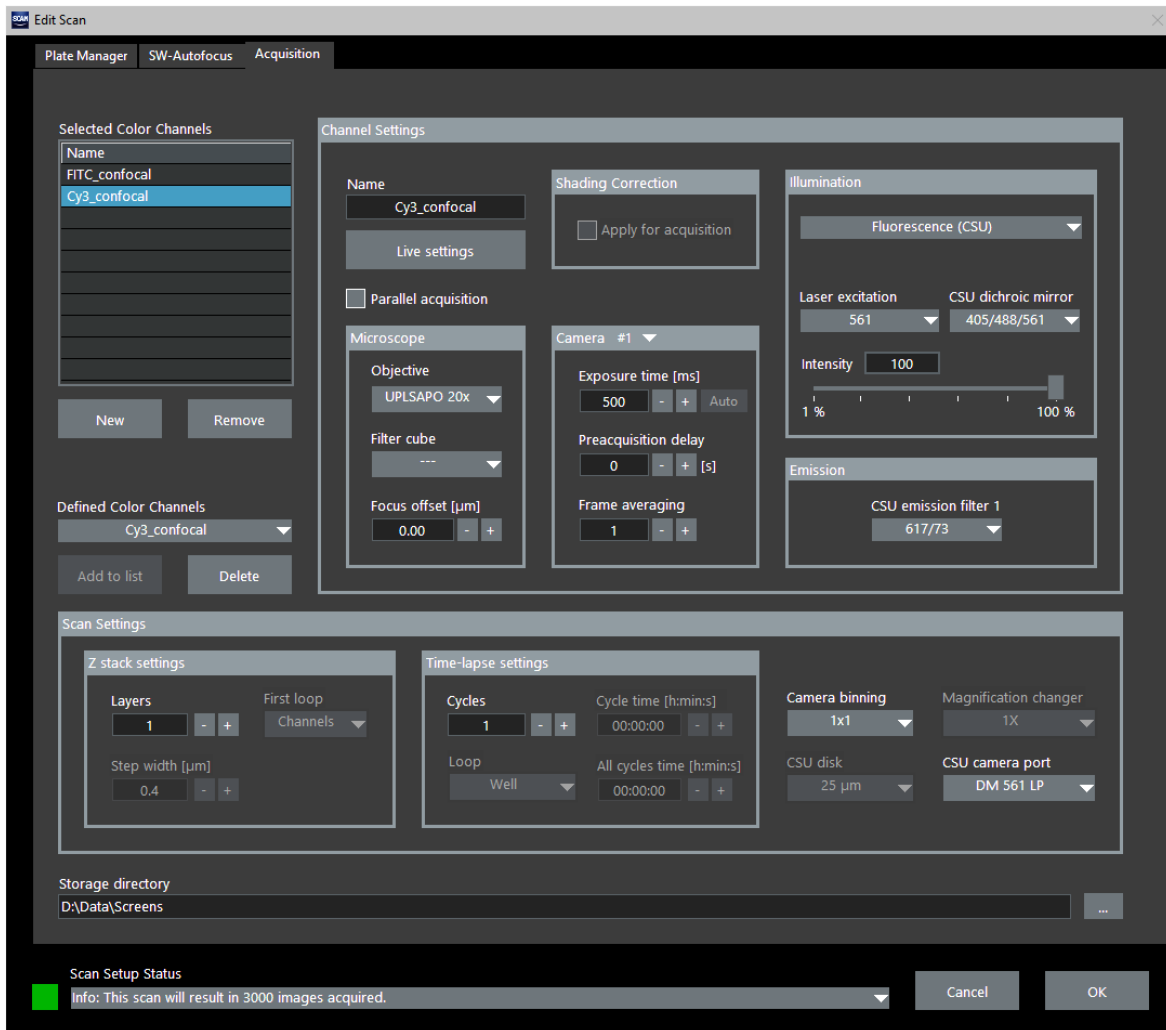 SCAN Edit Scan
Plate Manager SW-Autofocus Acquisition
Selected Color Channels
Name
FITC_confocal
Cy3_confocal
New Remove
Defined Color Channels
Cy3_confocal
Add to list Delete
Channel Settings
Name
Cy3_confocal
Live settings
Parallel acquisition
Shading Correction
Apply for acquisition
Microscope
Objective
UPLSAPO 20x
Filter cube
---
Focus offset [µm]
0.00 - +
Camera #1
Exposure time [ms]
500 - + Auto
Preacquisition delay
0 - + [s]
Frame averaging
1 - +
Illumination
Fluorescence (CSU)
Laser excitation CSU dichroic mirror
561 405/488/561
Intensity 100
1 % 100 %
Emission
CSU emission filter 1
617/73
Scan Settings
Z stack settings
Layers First loop
1 - + Channels
Step width [µm]
0.4 - +
Time-lapse settings
Cycles Cycle time [h:min:s]
1 - + 00:00:00 - +
Loop All cycles time [h:min:s]
Well 00:00:00 - +
Camera binning Magnification changer
1x1 1X
CSU disk CSU camera port
25 µm DM 561 LP
Storage directory
D:\Data\Screens ...
Scan Setup Status
Info: This scan will result in 3000 images acquired.
Cancel OK